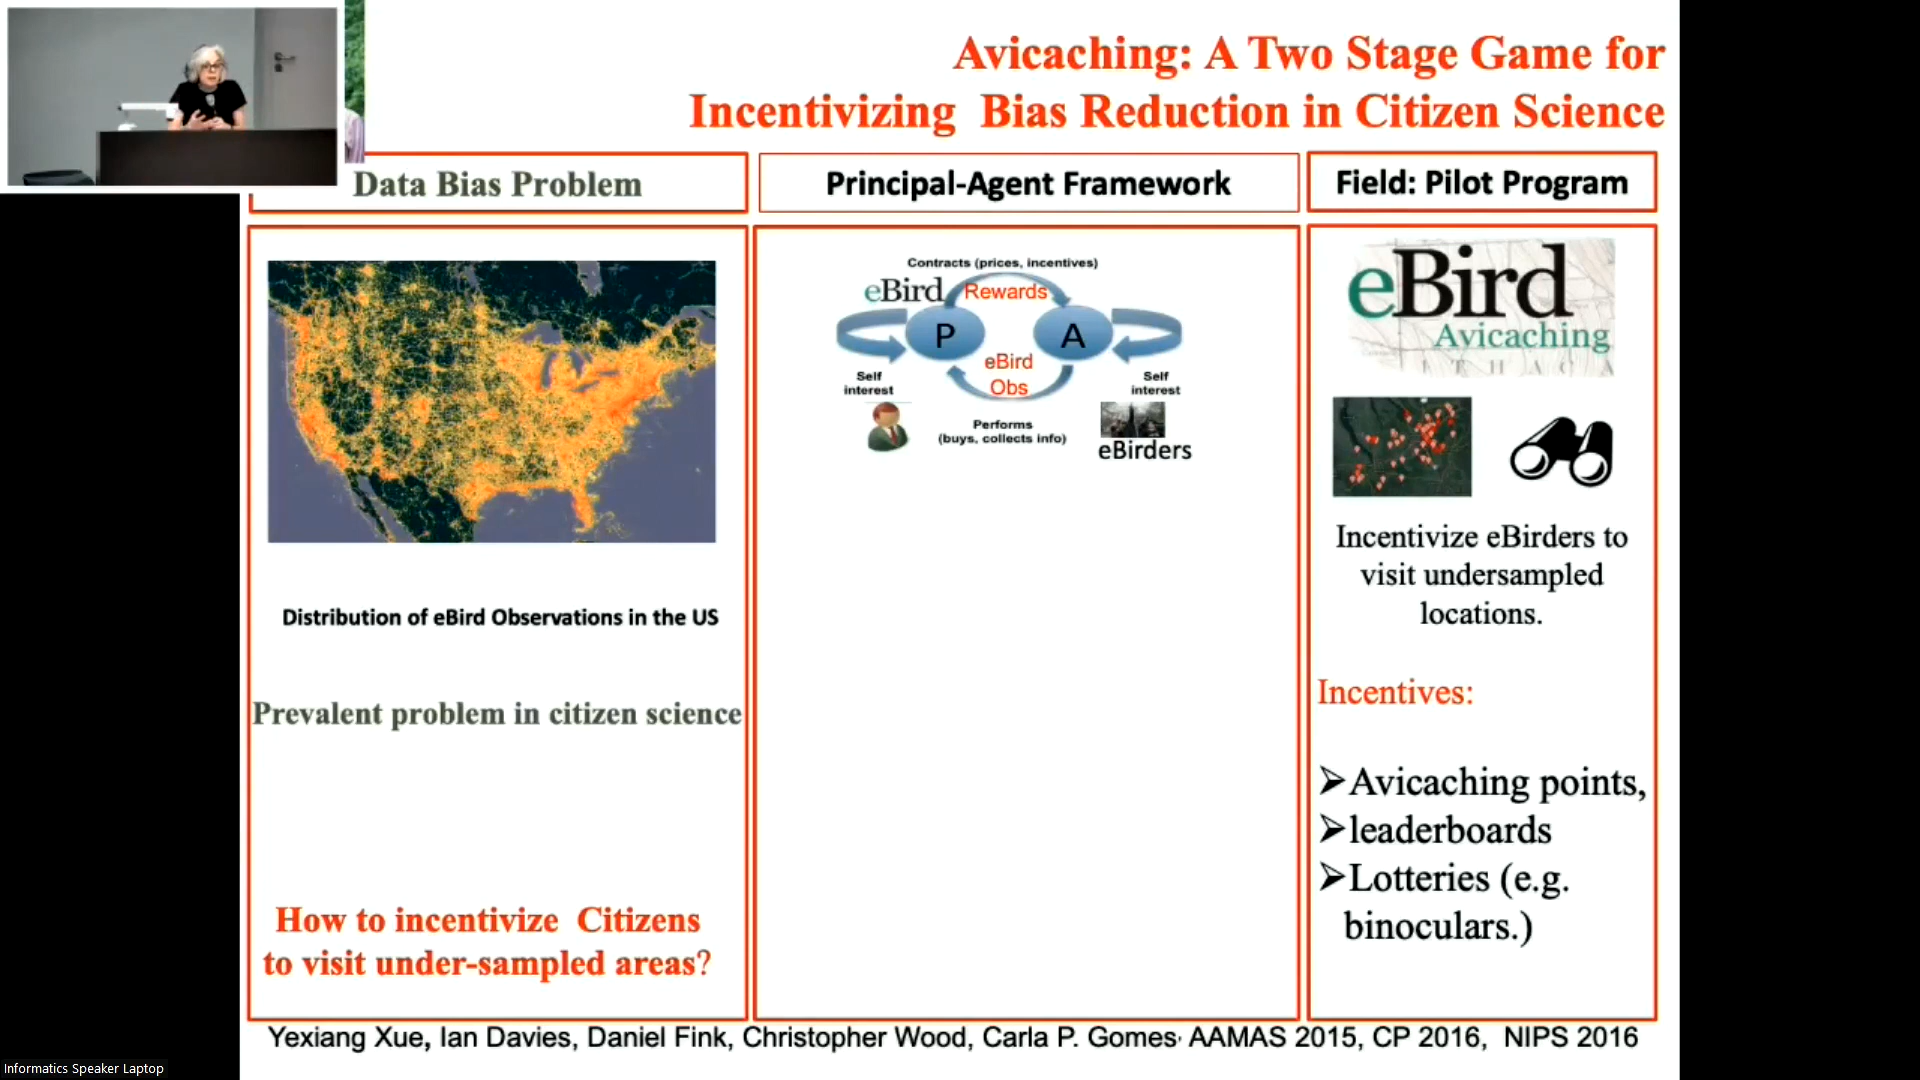 Avicaching: A Two Stage Game for
Incentivizing Bias Reduction in Citizen Science
Data Bias Problem
Distribution of eBird Observations in the US
Prevalent problem in citizen science
How to incentivize Citizens
to visit under-sampled areas?
Principal-Agent Framework
Contracts (prices, incentives)
eBird
Rewards
P
A
eBird
Obs
Self
interest
Self
interest
Performs
(buys, collects info)
eBirders
Field: Pilot Program
eBird
Avicaching
T H A C A
Incentivize eBirders to
visit undersampled
locations.
Incentives:
➢Avicaching points,
➢leaderboards
➢Lotteries (e.g.
binoculars.)
Yexiang Xue, Ian Davies, Daniel Fink, Christopher Wood, Carla P. Gomes, AAMAS 2015, CP 2016, NIPS 2016
Informatics Speaker Laptop